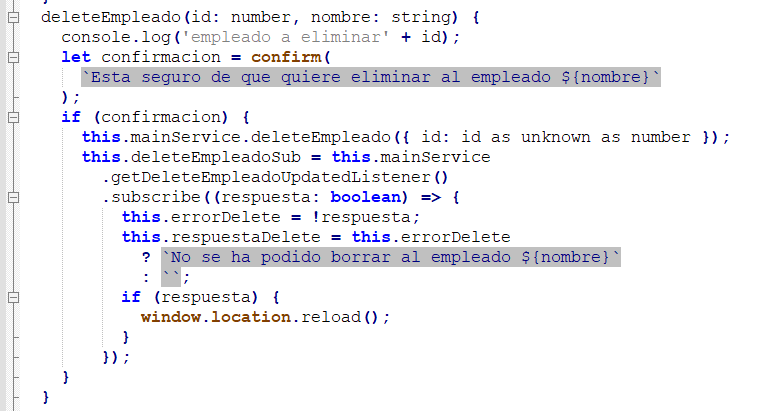 deleteEmpleado(id: number, nombre: string) {
console.log('empleado a eliminar' + id);
let confirmacion = confirm(
`Esta seguro de que quiere eliminar al empleado ${nombre}`
);
if (confirmacion) {
this.mainService.deleteEmpleado({ id: id as unknown as number });
this.deleteEmpleadoSub = this.mainService
.getDeleteEmpleadoUpdatedListener()
.subscribe((respuesta: boolean) => {
this.errorDelete = !respuesta;
this.respuestaDelete = this.errorDelete
? `No se ha podido borrar al empleado ${nombre}`
: ``;
if (respuesta) {
window.location.reload();
}
});
}
}